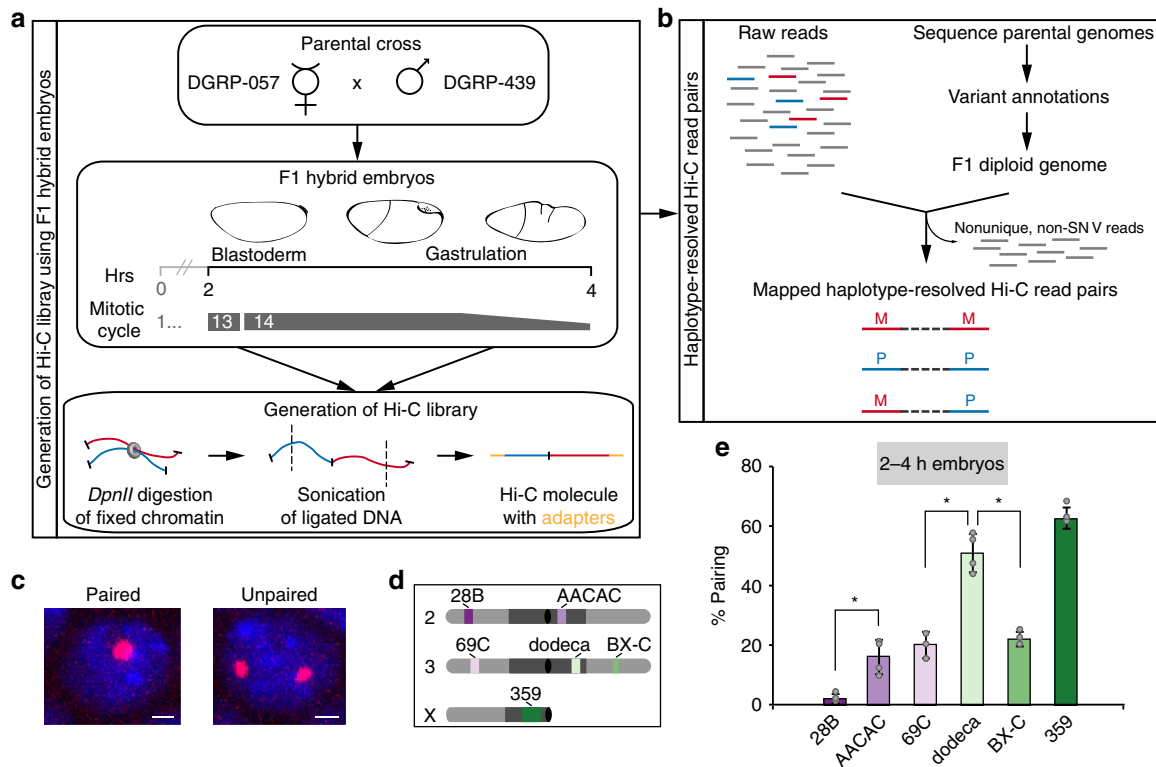 a
Generation of Hi-C library using F1 hybrid embryos
Parental cross
DGRP-057 x DGRP-439
F1 hybrid embryos
Blastoderm Gastrulation
Hrs
0 2 4
Mitotic
cycle
1... 13 14
Generation of Hi-C library
DpnII digestion
of fixed chromatin
Sonication
of ligated DNA
Hi-C molecule
with adapters
b
Haplotype-resolved Hi-C read pairs
Raw reads
Sequence parental genomes
Variant annotations
F1 diploid genome
Nonunique, non-SN V reads
Mapped haplotype-resolved Hi-C read pairs
M M
P P
M P
c
Paired Unpaired
d
28B AACAC
2
69C dodeca BX-C
3
359
X
e
2–4 h embryos
% Pairing
80
60
40
20
0
* * *
28B AACAC 69C dodeca BX-C 359